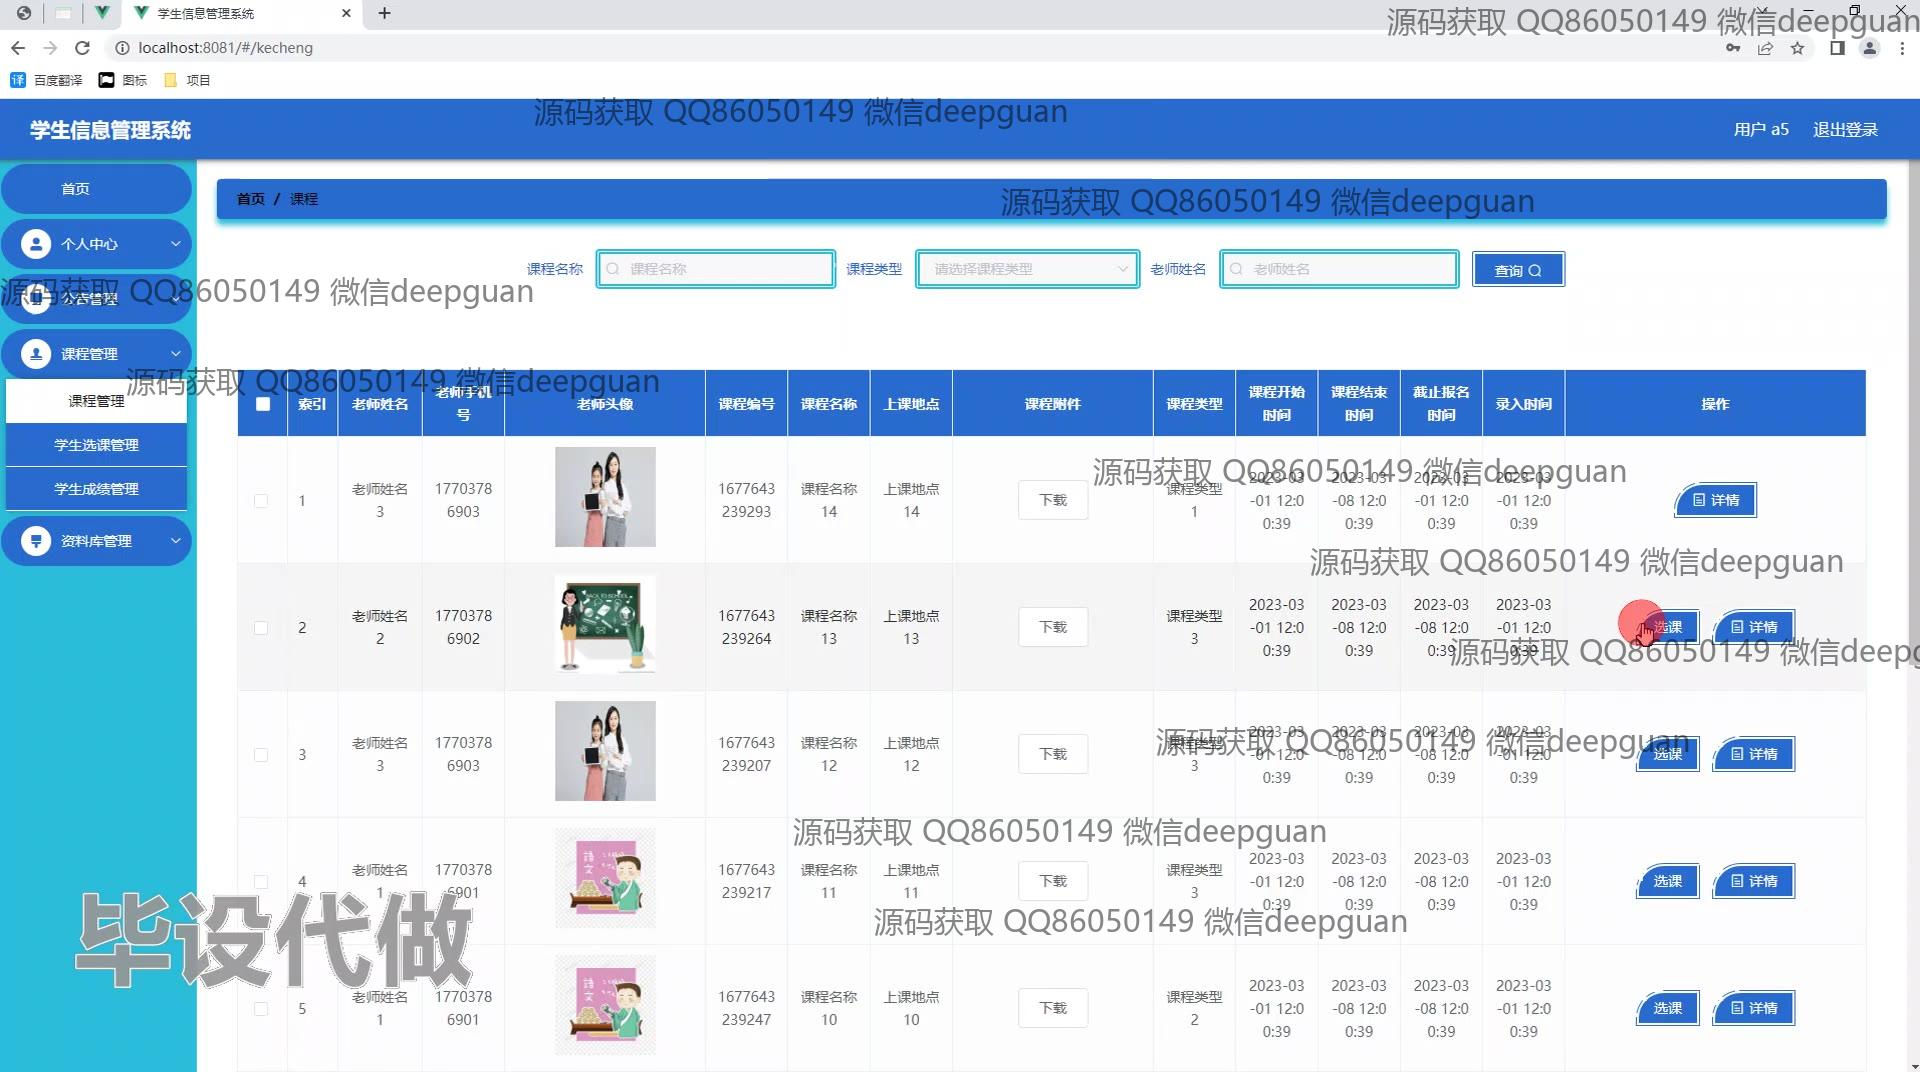 学生信息管理系统
源码获取 QQ86050149 微信deepguan
localhost:8081/#/kecheng
百度翻译 图标 项目
源码获取 QQ86050149 微信deepguan
学生信息管理系统
用户 a5 退出登录
首页
首页 / 课程
源码获取 QQ86050149 微信deepguan
个人中心
课程名称 课程名称 课程类型 请选择课程类型 老师姓名 老师姓名 查询
源码获取 QQ86050149 微信deepguan
公告管理
课程管理
源码获取 QQ86050149 微信deepguan
课程管理
学生选课管理
学生成绩管理
资料库管理
索引 老师姓名 老师手机号 老师头像 课程编号 课程名称 上课地点 课程附件 课程类型 课程开始时间 课程结束时间 截止报名时间 录入时间 操作
源码获取 QQ86050149 微信deepguan
1 老师姓名3 17703786903 1677643239293 课程名称14 上课地点14 下载 课程类型1 2023-03-01 12:00:39 2023-03-08 12:00:39 2023-03-01 12:00:39 2023-03-01 12:00:39 详情
源码获取 QQ86050149 微信deepguan
2 老师姓名2 17703786902 BACK TO SCHOOL 1677643239264 课程名称13 上课地点13 下载 课程类型3 2023-03-01 12:00:39 2023-03-08 12:00:39 2023-03-01 12:00:39 2023-03-01 12:00:39 选课 详情
源码获取 QQ86050149 微信deepg
源码获取 QQ86050149 微信deepguan
3 老师姓名3 17703786903 1677643239207 课程名称12 上课地点12 下载 课程类型3 2023-03-01 12:00:39 2023-03-08 12:00:39 2023-03-01 12:00:39 2023-03-01 12:00:39 选课 详情
源码获取 QQ86050149 微信deepguan
4 老师姓名1 17703786901 語文 1677643239217 课程名称11 上课地点11 下载 课程类型3 2023-03-01 12:00:39 2023-03-08 12:00:39 2023-03-01 12:00:39 2023-03-01 12:00:39 选课 详情
源码获取 QQ86050149 微信deepguan
毕设代做
5 老师姓名1 17703786901 語文 1677643239247 课程名称10 上课地点10 下载 课程类型2 2023-03-01 12:00:39 2023-03-08 12:00:39 2023-03-01 12:00:39 2023-03-01 12:00:39 选课 详情